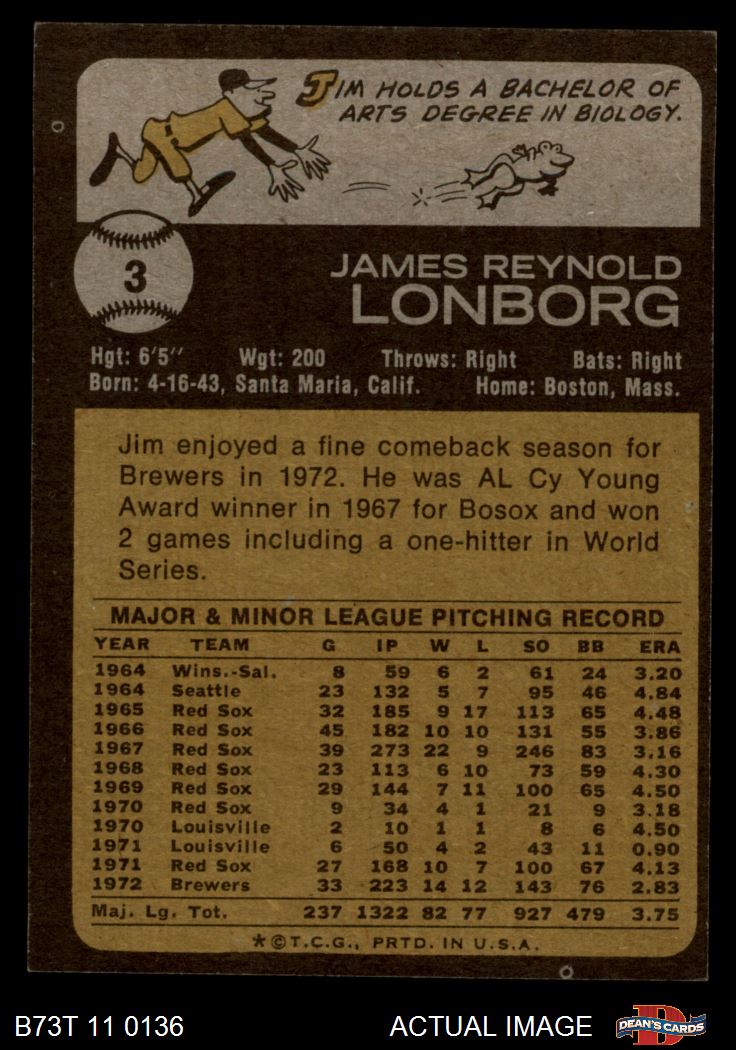 JIM HOLDS A BACHELOR OF
ARTS DEGREE IN BIOLOGY.
3
JAMES REYNOLD
LONBORG
Hgt: 6'5" Wgt: 200 Throws: Right Bats: Right
Born: 4-16-43, Santa Maria, Calif. Home: Boston, Mass.
Jim enjoyed a fine comeback season for
Brewers in 1972. He was AL Cy Young
Award winner in 1967 for Bosox and won
2 games including a one-hitter in World
Series.
MAJOR & MINOR LEAGUE PITCHING RECORD
YEAR TEAM G IP W L SO BB ERA
1964 Wins.-Sal. 8 59 6 2 61 24 3.20
1964 Seattle 23 132 5 7 95 46 4.84
1965 Red Sox 32 185 9 17 113 65 4.48
1966 Red Sox 45 182 10 10 131 55 3.86
1967 Red Sox 39 273 22 9 246 83 3.16
1968 Red Sox 23 113 6 10 73 59 4.30
1969 Red Sox 29 144 7 11 100 65 4.50
1970 Red Sox 9 34 4 1 21 9 3.18
1970 Louisville 2 10 1 1 8 6 4.50
1971 Louisville 6 50 4 2 43 11 0.90
1971 Red Sox 27 168 10 7 100 67 4.13
1972 Brewers 33 223 14 12 143 76 2.83
Maj. Lg. Tot. 237 1322 82 77 927 479 3.75
*©T.C.G., PRTD. IN U.S.A.
B73T 11 0136 ACTUAL IMAGE D DEAN'S CARDS